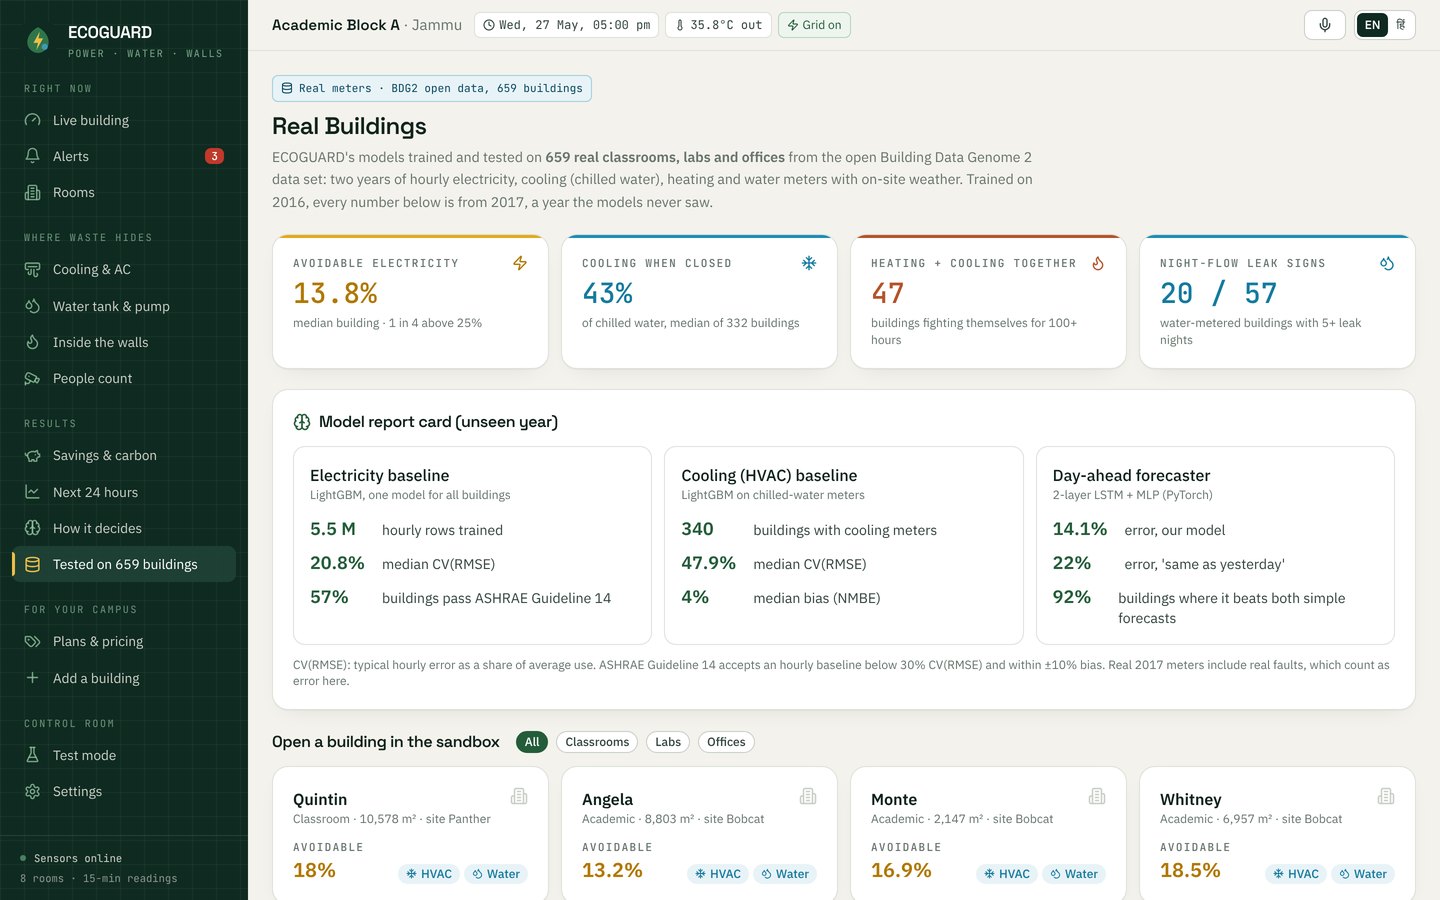 ECOGUARD
POWER · WATER · WALLS
RIGHT NOW
Live building
Alerts 3
Rooms
WHERE WASTE HIDES
Cooling & AC
Water tank & pump
Inside the walls
People count
RESULTS
Savings & carbon
Next 24 hours
How it decides
Tested on 659 buildings
FOR YOUR CAMPUS
Plans & pricing
Add a building
CONTROL ROOM
Test mode
Settings
Sensors online
8 rooms · 15-min readings
Academic Block A · Jammu Wed, 27 May, 05:00 pm 35.8°C out Grid on EN हिं
Real meters · BDG2 open data, 659 buildings
Real Buildings
ECOGUARD's models trained and tested on 659 real classrooms, labs and offices from the open Building Data Genome 2
data set: two years of hourly electricity, cooling (chilled water), heating and water meters with on-site weather. Trained on
2016, every number below is from 2017, a year the models never saw.
AVOIDABLE ELECTRICITY
13.8%
median building · 1 in 4 above 25%
COOLING WHEN CLOSED
43%
of chilled water, median of 332 buildings
HEATING + COOLING TOGETHER
47
buildings fighting themselves for 100+
hours
NIGHT-FLOW LEAK SIGNS
20 / 57
water-metered buildings with 5+ leak
nights
Model report card (unseen year)
Electricity baseline
LightGBM, one model for all buildings
5.5 M hourly rows trained
20.8% median CV(RMSE)
57% buildings pass ASHRAE Guideline 14
Cooling (HVAC) baseline
LightGBM on chilled-water meters
340 buildings with cooling meters
47.9% median CV(RMSE)
4% median bias (NMBE)
Day-ahead forecaster
2-layer LSTM + MLP (PyTorch)
14.1% error, our model
22% error, 'same as yesterday'
92% buildings where it beats both simple
forecasts
CV(RMSE): typical hourly error as a share of average use. ASHRAE Guideline 14 accepts an hourly baseline below 30% CV(RMSE) and within ±10% bias. Real 2017 meters include real faults, which count as
error here.
Open a building in the sandbox All Classrooms Labs Offices
Quintin
Classroom · 10,578 m² · site Panther
AVOIDABLE
18% HVAC Water
Angela
Academic · 8,803 m² · site Bobcat
AVOIDABLE
13.2% HVAC Water
Monte
Academic · 2,147 m² · site Bobcat
AVOIDABLE
16.9% HVAC Water
Whitney
Academic · 6,957 m² · site Bobcat
AVOIDABLE
18.5% HVAC Water